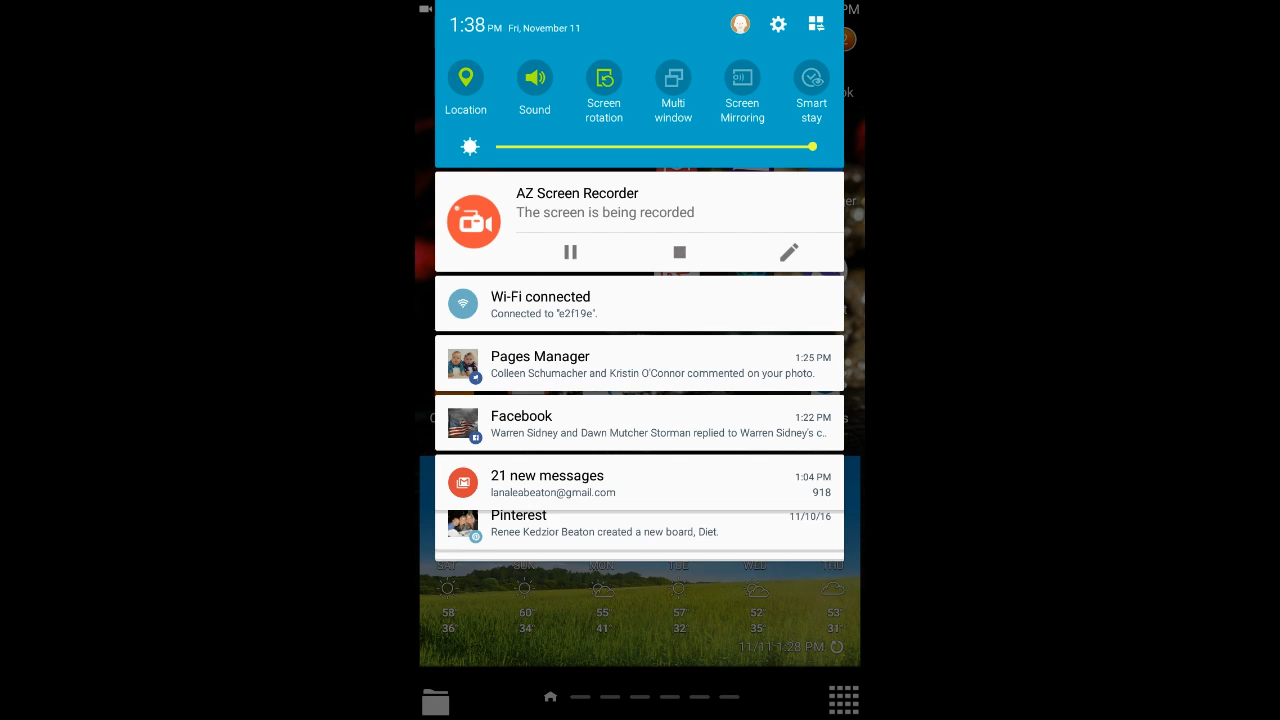 PM
1:38 PM Fri, November 11
2
Location
Sound
Screen
rotation
Multi
window
Screen
Mirroring
Smart
stay
ok
AZ Screen Recorder
The screen is being recorded
ger
Wi-Fi connected
Connected to "e2f19e".
Pages Manager 1:25 PM
Colleen Schumacher and Kristin O'Connor commented on your photo.
Facebook 1:22 PM
Warren Sidney and Dawn Mutcher Storman replied to Warren Sidney's c..
21 new messages 1:04 PM
lanaleabeaton@gmail.com 918
Pinterest 11/10/16
Renee Kedzior Beaton created a new board, Diet.
SAT SUN MON TUE WED THU
58° 60° 55° 57° 52° 53°
36° 34° 41° 32° 35° 31°
11/11 1:28 PM